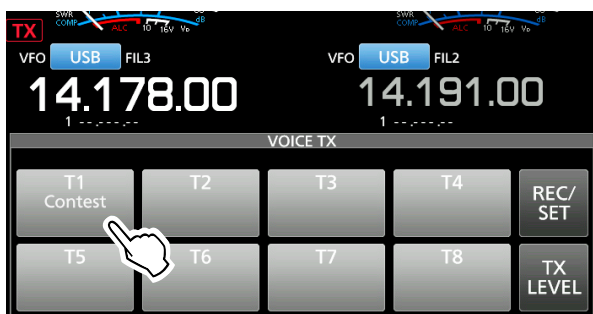 SWR
COMP
ALC 10 16V VD dB
SWR
COMP
ALC 10 16V VD dB
TX
VFO USB FIL3
VFO USB FIL2
14.178.00
14.191.00
1 --.---.--
1 --.---.--
VOICE TX
T1
Contest
T2
T3
T4
REC/
SET
T5
T6
T7
T8
TX
LEVEL